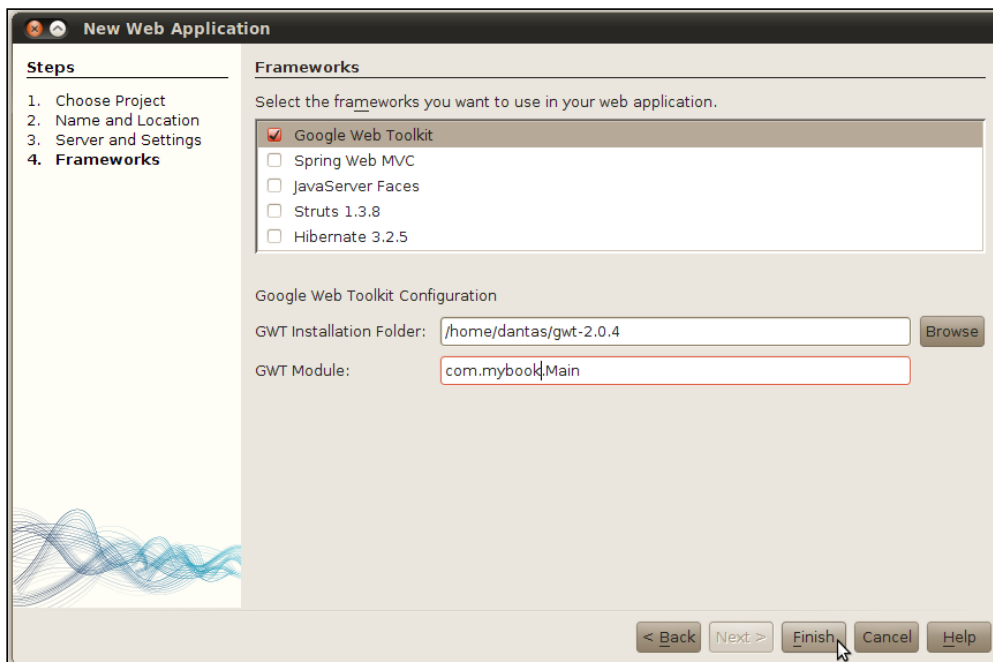 New Web Application
Steps
1. Choose Project
2. Name and Location
3. Server and Settings
4. Frameworks
Frameworks
Select the frameworks you want to use in your web application.
Google Web Toolkit
Spring Web MVC
JavaServer Faces
Struts 1.3.8
Hibernate 3.2.5
Google Web Toolkit Configuration
GWT Installation Folder: /home/dantas/gwt-2.0.4 Browse
GWT Module: com.mybook.Main
< Back Next > Finish Cancel Help